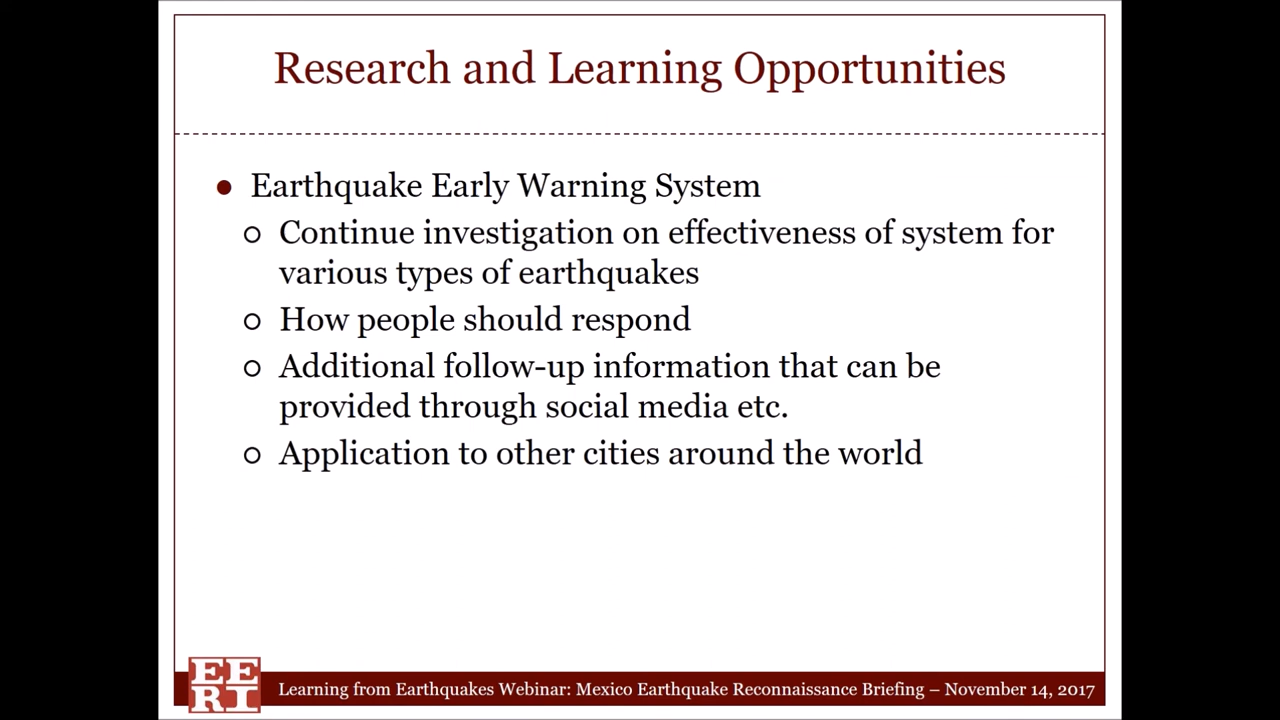 Research and Learning Opportunities
Earthquake Early Warning System
Continue investigation on effectiveness of system for
various types of earthquakes
How people should respond
Additional follow-up information that can be
provided through social media etc.
Application to other cities around the world
EE
RI
Learning from Earthquakes Webinar: Mexico Earthquake Reconnaissance Briefing – November 14, 2017